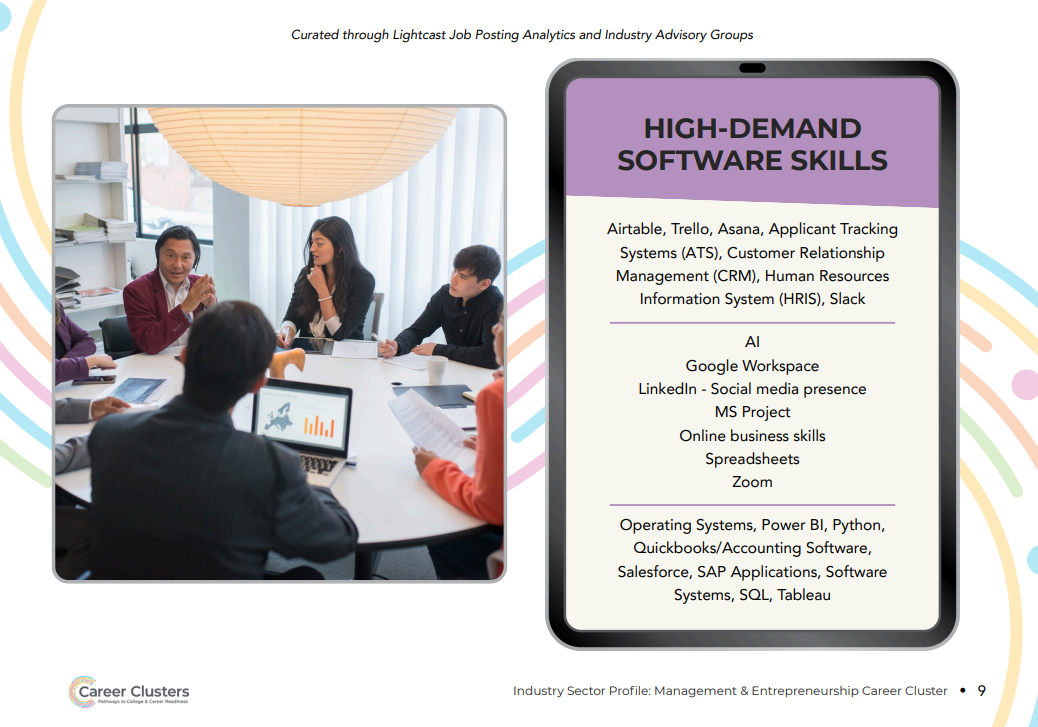 Curated through Lightcast Job Posting Analytics and Industry Advisory Groups
HIGH-DEMAND
SOFTWARE SKILLS
Airtable, Trello, Asana, Applicant Tracking
Systems (ATS), Customer Relationship
Management (CRM), Human Resources
Information System (HRIS), Slack
AI
Google Workspace
LinkedIn - Social media presence
MS Project
Online business skills
Spreadsheets
Zoom
Operating Systems, Power BI, Python,
Quickbooks/Accounting Software,
Salesforce, SAP Applications, Software
Systems, SQL, Tableau
Career Clusters
Pathways to College & Career Readiness
Industry Sector Profile: Management & Entrepreneurship Career Cluster • 9